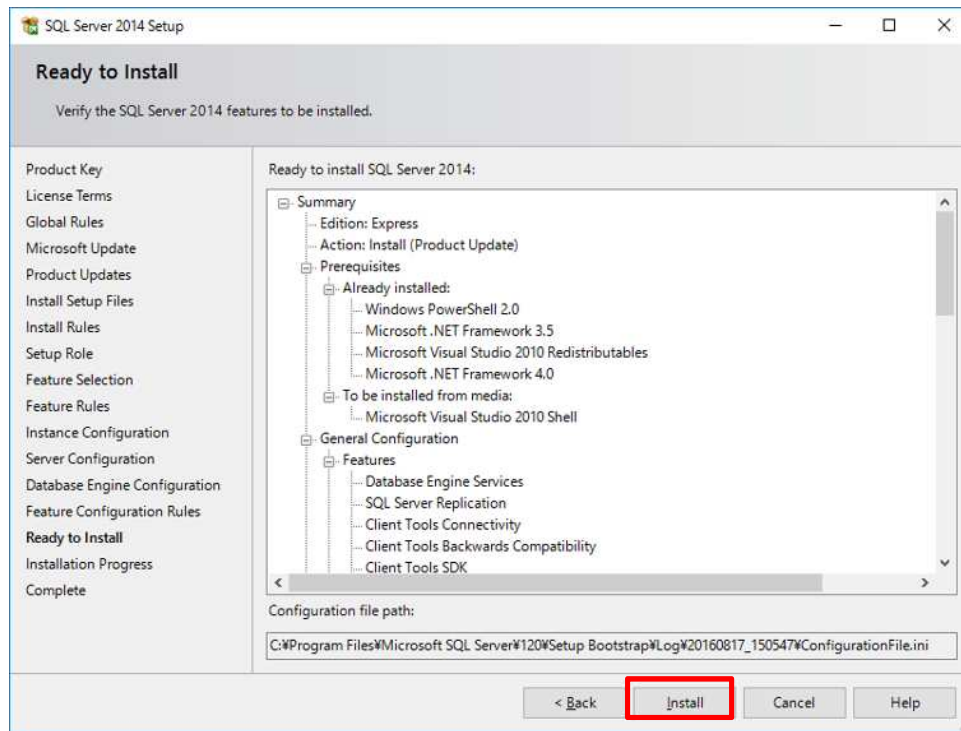 SQL Server 2014 Setup
Ready to Install
Verify the SQL Server 2014 features to be installed.
Product Key
License Terms
Global Rules
Microsoft Update
Product Updates
Install Setup Files
Install Rules
Setup Role
Feature Selection
Feature Rules
Instance Configuration
Server Configuration
Database Engine Configuration
Feature Configuration Rules
Ready to Install
Installation Progress
Complete
Ready to install SQL Server 2014:
Summary
Edition: Express
Action: Install (Product Update)
Prerequisites
Already installed:
Windows PowerShell 2.0
Microsoft .NET Framework 3.5
Microsoft Visual Studio 2010 Redistributables
Microsoft .NET Framework 4.0
To be installed from media:
Microsoft Visual Studio 2010 Shell
General Configuration
Features
Database Engine Services
SQL Server Replication
Client Tools Connectivity
Client Tools Backwards Compatibility
Client Tools SDK
Configuration file path:
C:¥Program Files¥Microsoft SQL Server¥120¥Setup Bootstrap¥Log¥20160817_150547¥ConfigurationFile.ini
< Back
Install
Cancel
Help